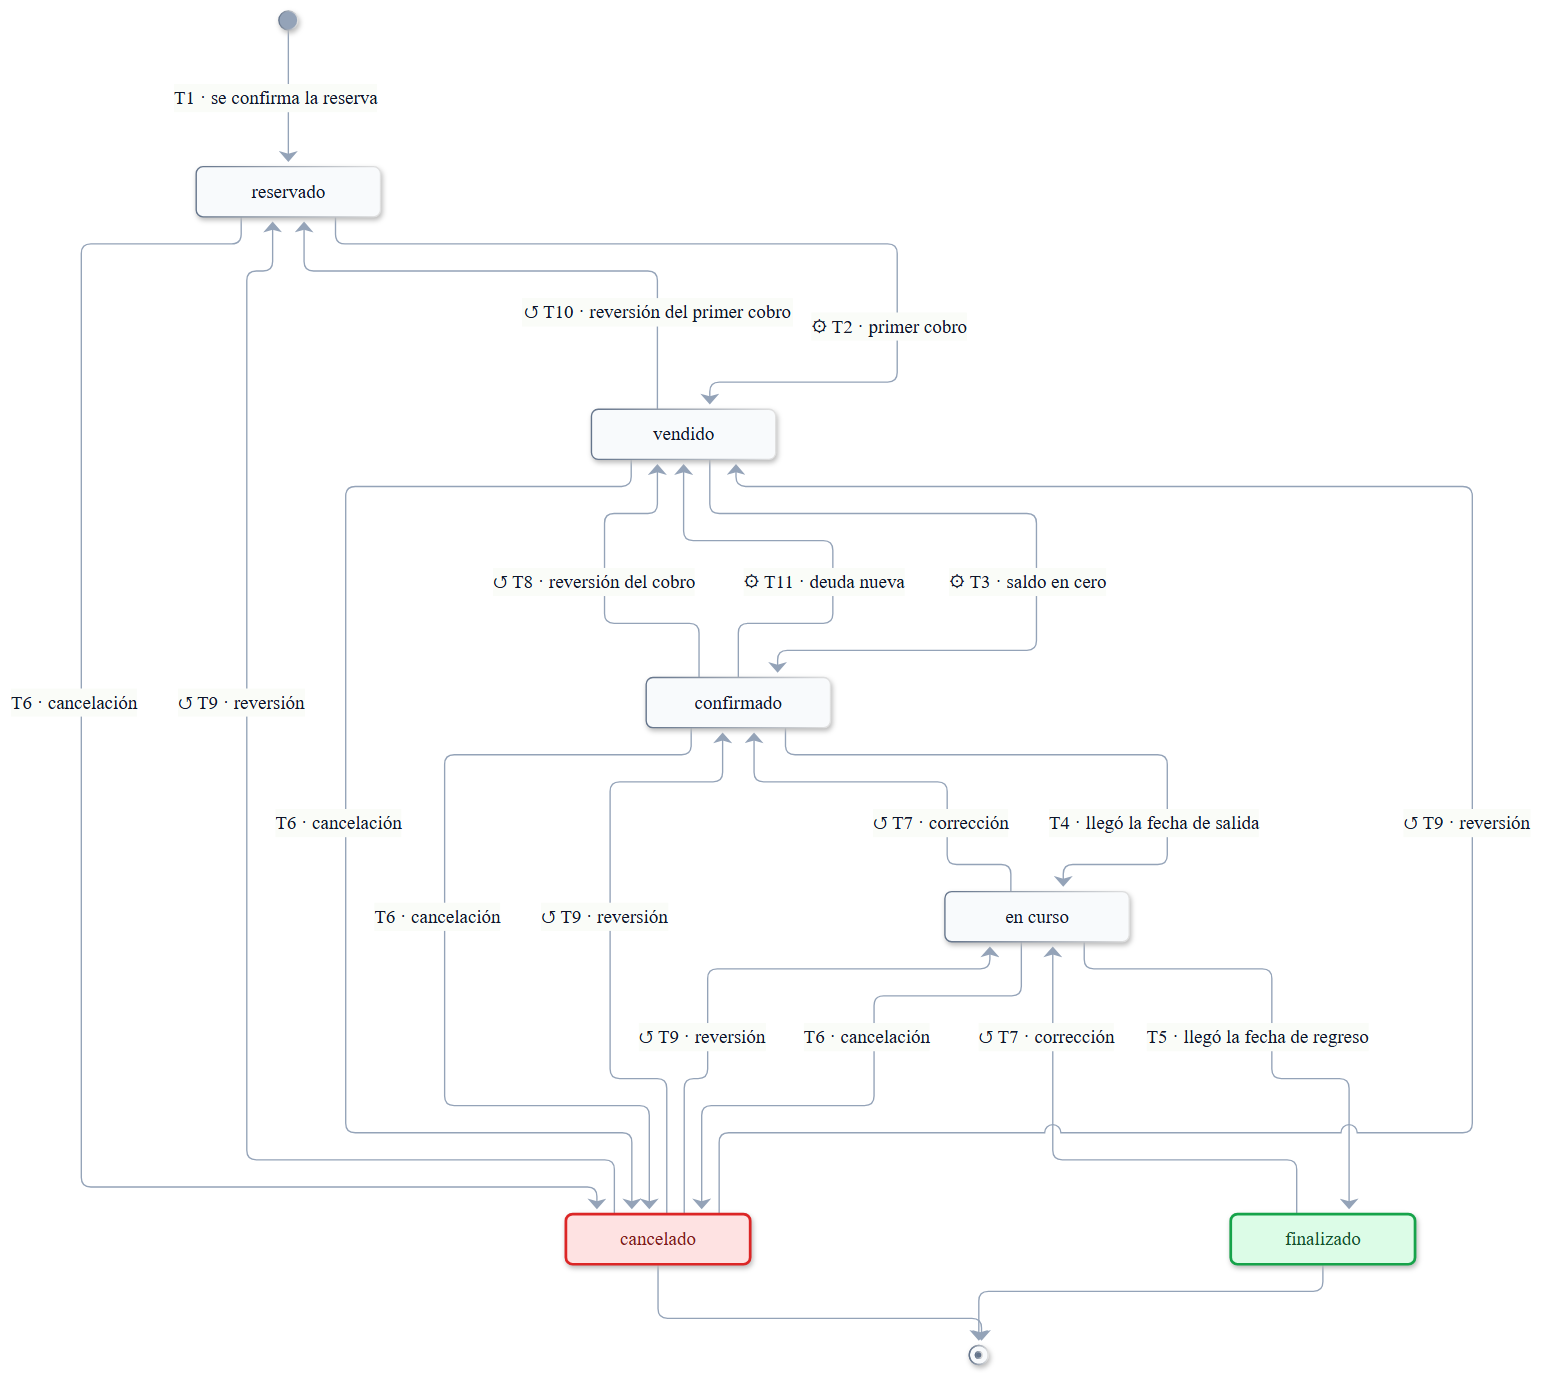 T1 · se confirma la reserva
reservado
↺ T10 · reversión del primer cobro
⚙ T2 · primer cobro
vendido
↺ T8 · reversión del cobro
⚙ T11 · deuda nueva
⚙ T3 · saldo en cero
T6 · cancelación
↺ T9 · reversión
confirmado
T6 · cancelación
↺ T7 · corrección
T4 · llegó la fecha de salida
↺ T9 · reversión
T6 · cancelación
↺ T9 · reversión
en curso
↺ T9 · reversión
T6 · cancelación
↺ T7 · corrección
T5 · llegó la fecha de regreso
cancelado
finalizado